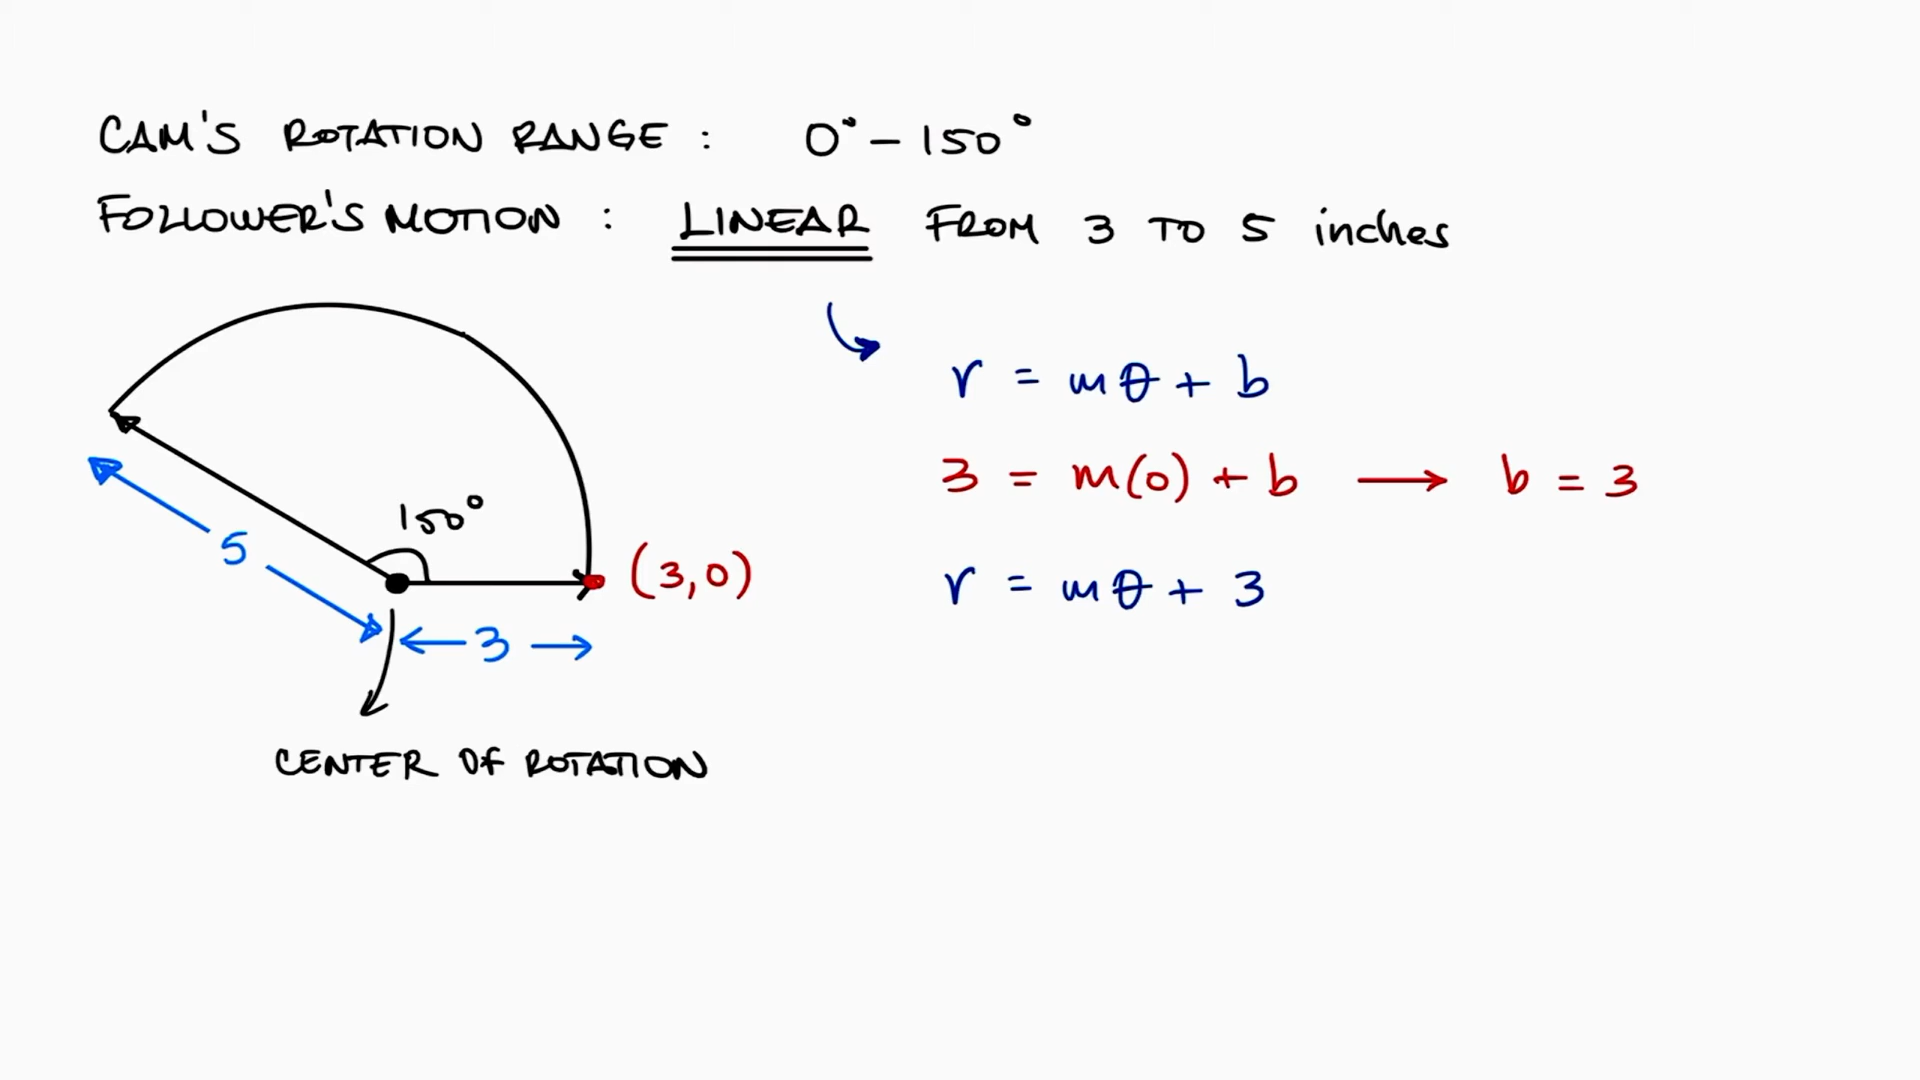 CAM'S ROTATION RANGE : 0° – 150°
FOLLOWER'S MOTION : LINEAR FROM 3 TO 5 inches
r = mθ + b
3 = m(0) + b → b = 3
150°
5
(3,0)
r = mθ + 3
3
CENTER OF ROTATION